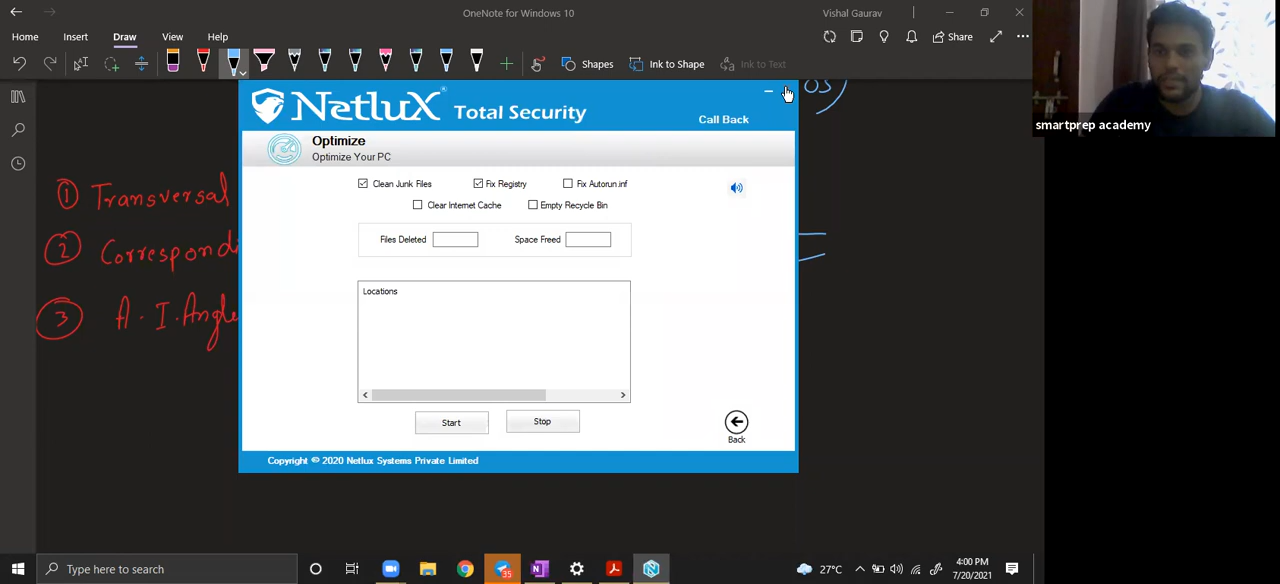 OneNote for Windows 10
Vishal Gaurav
Home Insert Draw View Help
Share
Shapes
Ink to Shape
Ink to Text
NetluX Total Security
Call Back
03)
Optimize
Optimize Your PC
smartprep academy
Clean Junk Files
Fix Registry
Fix Autorun.inf
Clear Internet Cache
Empty Recycle Bin
Files Deleted
Space Freed
Locations
① Transversal
② Correspondi
③ A. I. Angle
Start
Stop
Back
Copyright © 2020 Netlux Systems Private Limited
Type here to search
35
27°C
4:00 PM
7/20/2021